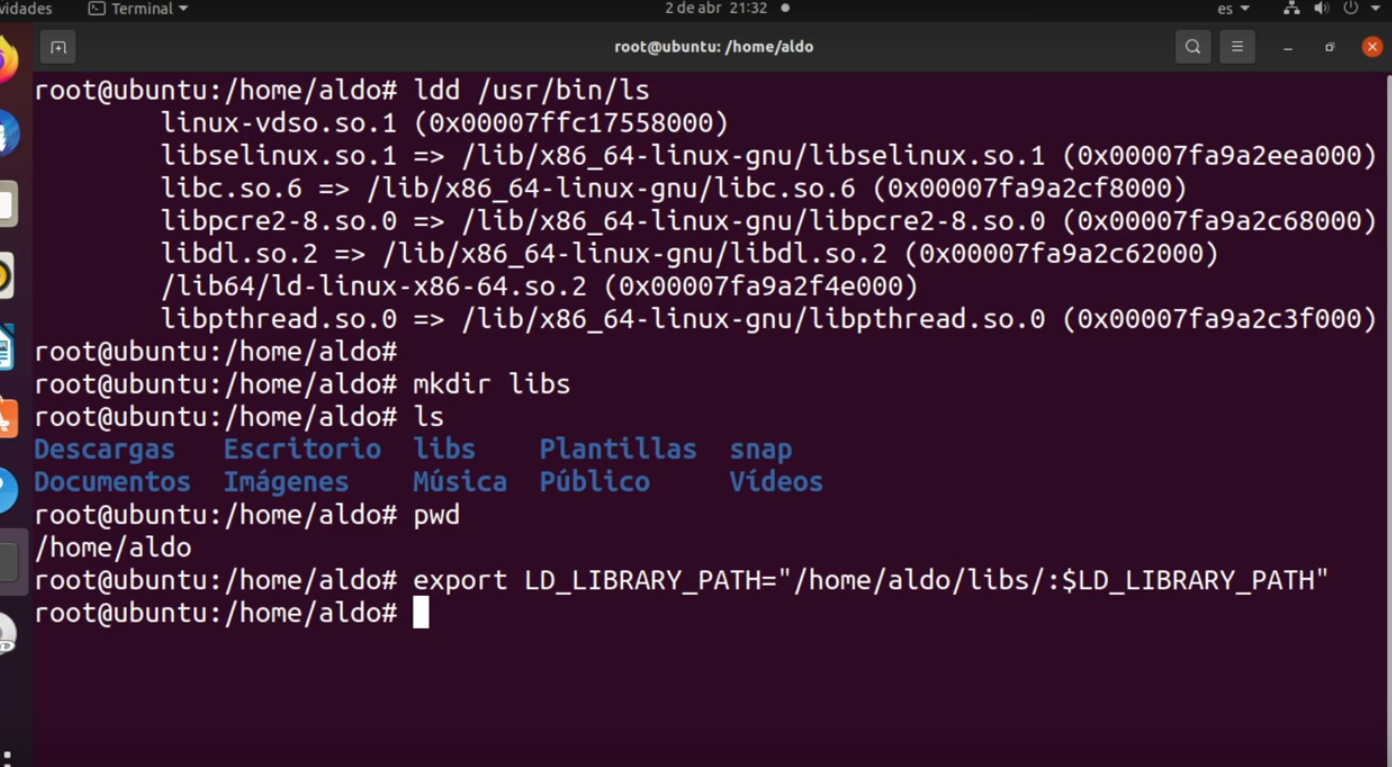 vidades Terminal 2 de abr 21:32 es
root@ubuntu: /home/aldo
root@ubuntu:/home/aldo# ldd /usr/bin/ls
linux-vdso.so.1 (0x00007ffc17558000)
libselinux.so.1 => /lib/x86_64-linux-gnu/libselinux.so.1 (0x00007fa9a2eea000)
libc.so.6 => /lib/x86_64-linux-gnu/libc.so.6 (0x00007fa9a2cf8000)
libpcre2-8.so.0 => /lib/x86_64-linux-gnu/libpcre2-8.so.0 (0x00007fa9a2c68000)
libdl.so.2 => /lib/x86_64-linux-gnu/libdl.so.2 (0x00007fa9a2c62000)
/lib64/ld-linux-x86-64.so.2 (0x00007fa9a2f4e000)
libpthread.so.0 => /lib/x86_64-linux-gnu/libpthread.so.0 (0x00007fa9a2c3f000)
root@ubuntu:/home/aldo#
root@ubuntu:/home/aldo# mkdir libs
root@ubuntu:/home/aldo# ls
Descargas Escritorio libs Plantillas snap
Documentos Imágenes Música Público Vídeos
root@ubuntu:/home/aldo# pwd
/home/aldo
root@ubuntu:/home/aldo# export LD_LIBRARY_PATH="/home/aldo/libs/:$LD_LIBRARY_PATH"
root@ubuntu:/home/aldo#